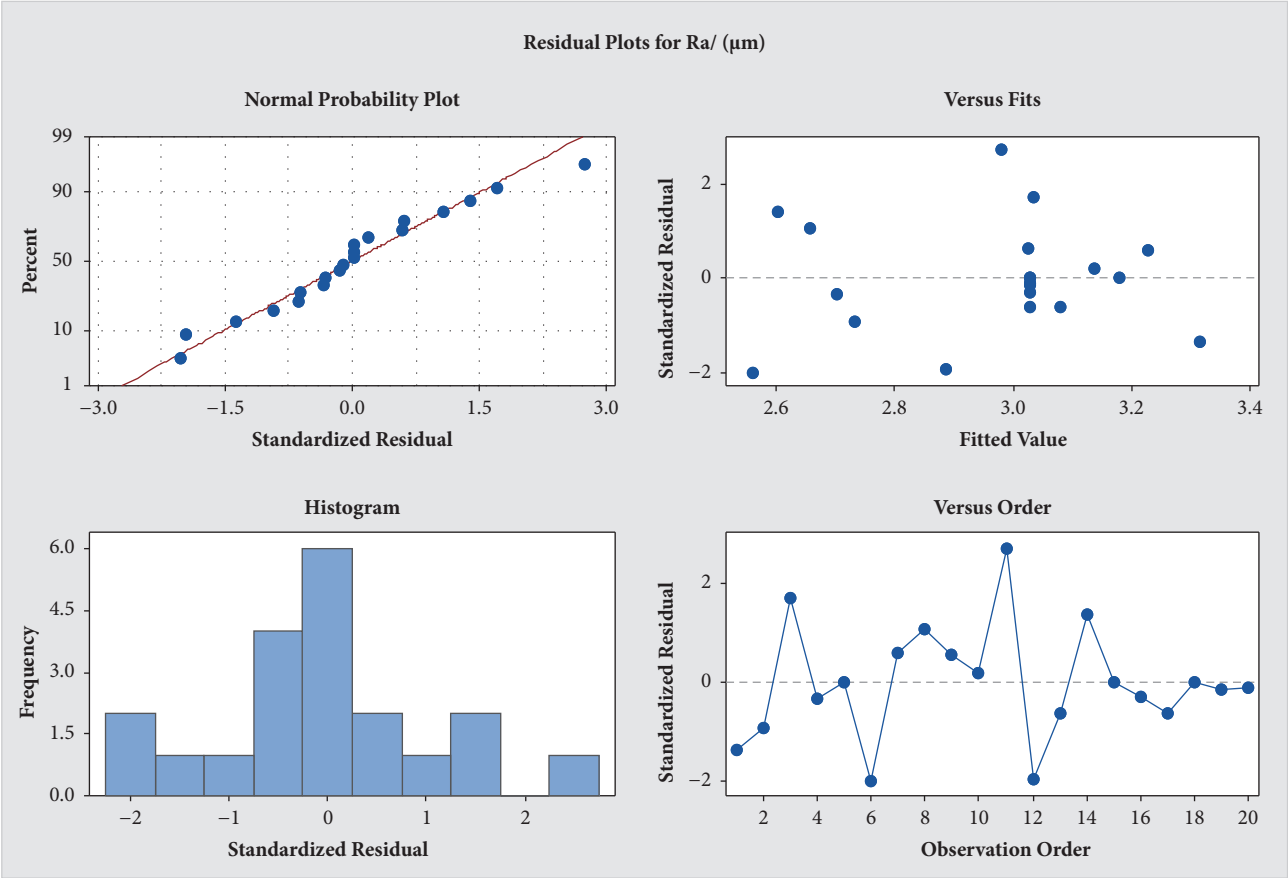 Residual Plots for Ra/ (µm)
Normal Probability Plot
99
90
50
10
1
Percent
−3.0 −1.5 0.0 1.5 3.0
Standardized Residual
Versus Fits
2
0
−2
Standardized Residual
2.6 2.8 3.0 3.2 3.4
Fitted Value
Histogram
6.0
4.5
3.0
1.5
0.0
Frequency
−2 −1 0 1 2
Standardized Residual
Versus Order
2
0
−2
Standardized Residual
2 4 6 8 10 12 14 16 18 20
Observation Order